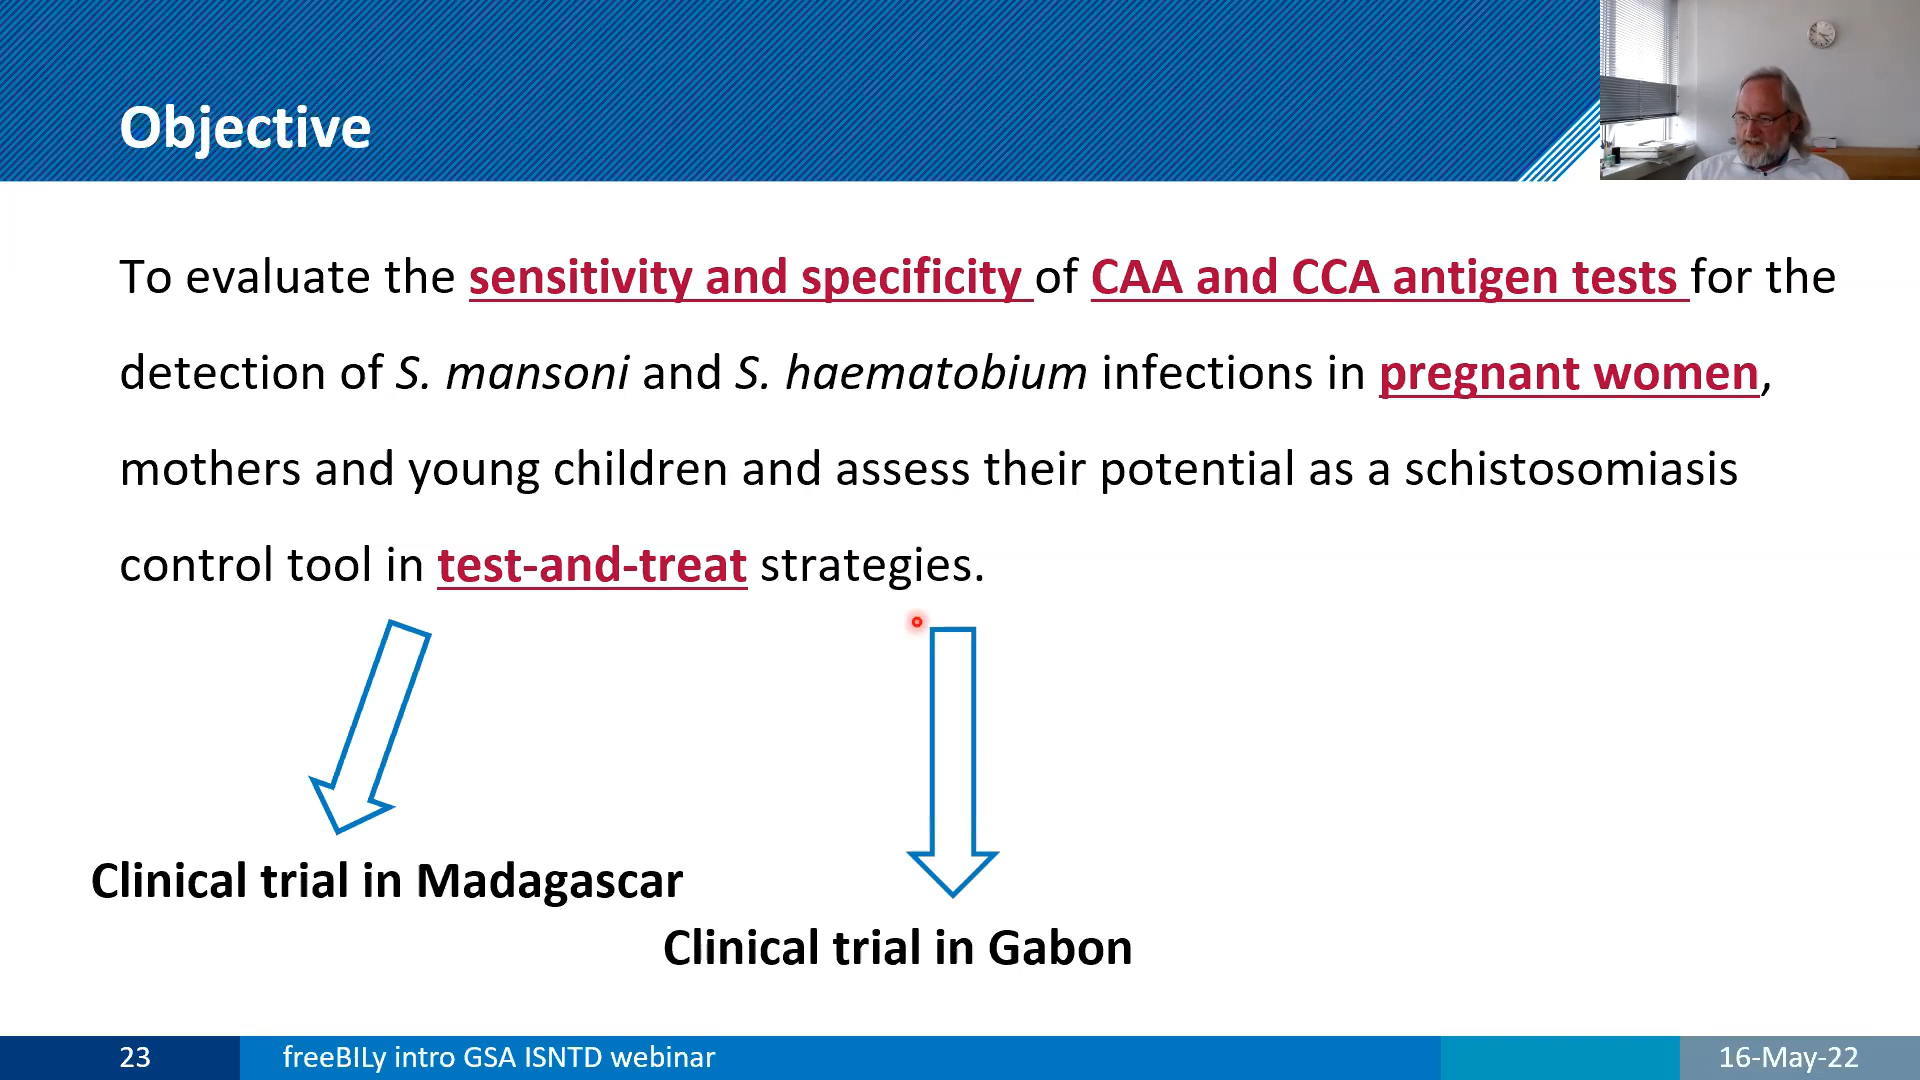 Objective
To evaluate the sensitivity and specificity of CAA and CCA antigen tests for the
detection of S. mansoni and S. haematobium infections in pregnant women,
mothers and young children and assess their potential as a schistosomiasis
control tool in test-and-treat strategies.
Clinical trial in Madagascar
Clinical trial in Gabon
23
freeBILy intro GSA ISNTD webinar
16-May-22